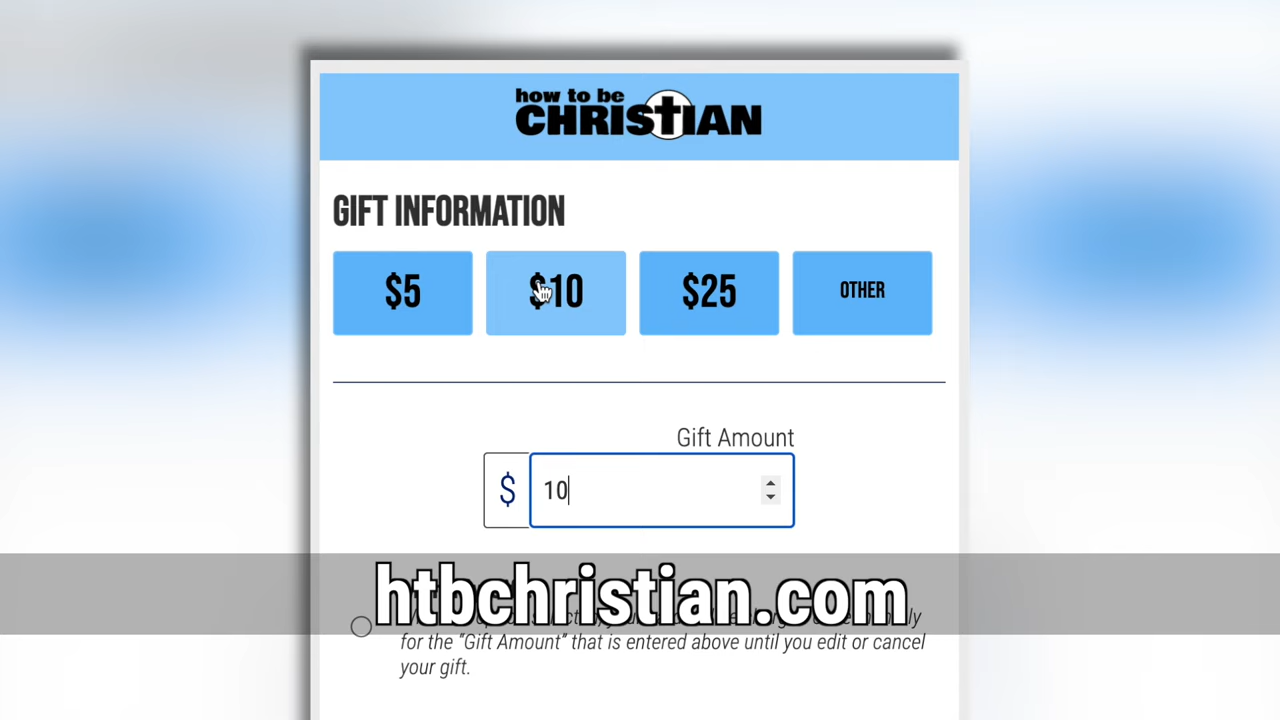 how to be
CHRISTIAN
GIFT INFORMATION
$5
$10
$25
OTHER
Gift Amount
$
10
htbchristian.com
for the "Gift Amount" that is entered above until you edit or cancel
your gift.